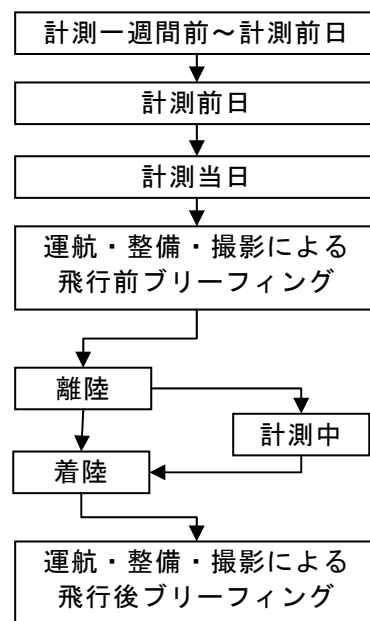 計測一週間前~計測前日
計測前日
計測当日
運航・整備・撮影による
飛行前ブリーフィング
離陸
計測中
着陸
運航・整備・撮影による
飛行後ブリーフィング